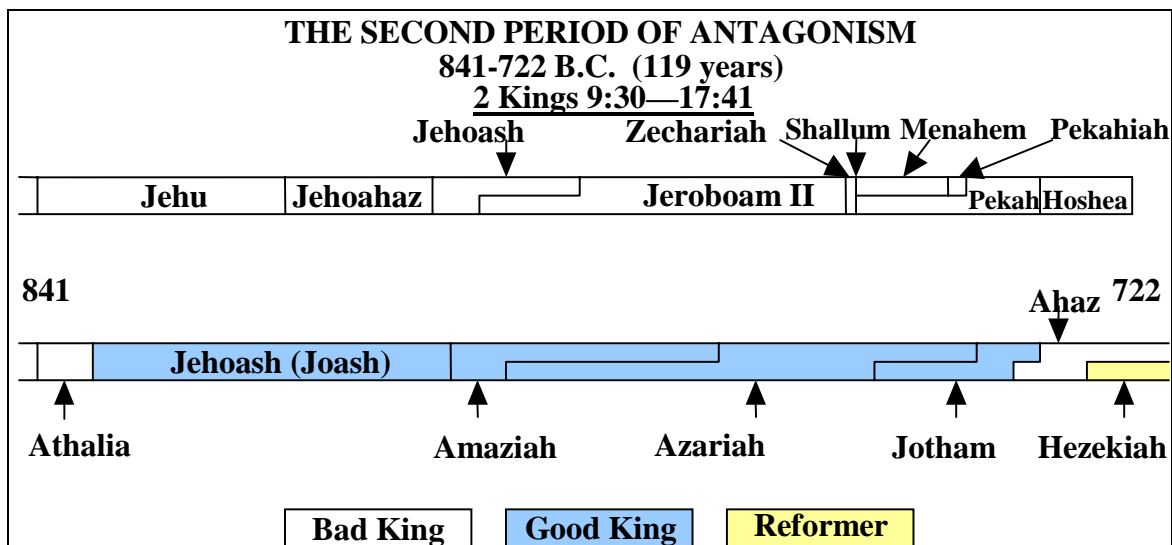 THE SECOND PERIOD OF ANTAGONISM
841-722 B.C. (119 years)
2 Kings 9:30—17:41
Jehoash Zechariah Shallum Menahem Pekahiah
Jehu Jehoahaz Jeroboam II Pekah Hoshea
841 722
Ahaz
Jehoash (Joash)
Athalia Amaziah Azariah Jotham Hezekiah
Bad King Good King Reformer